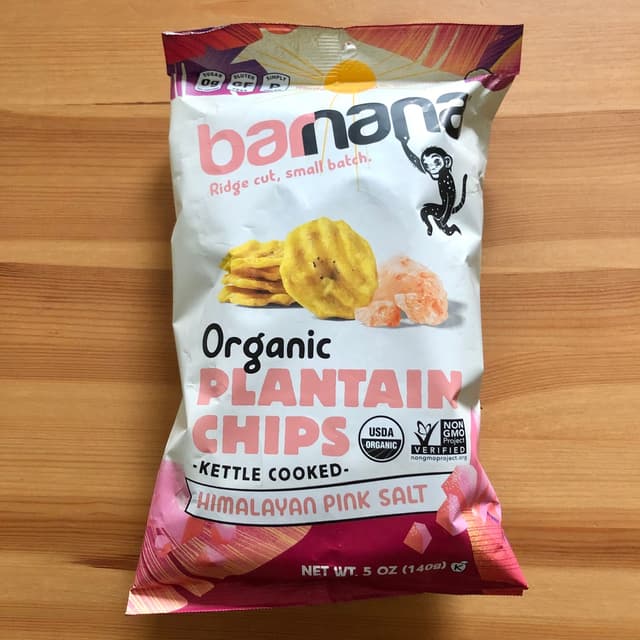 SUGAR 0g
GLUTEN GF
SIMPLY P
barnana
Ridge cut, small batch.
Organic
PLANTAIN
CHIPS
USDA
ORGANIC
NON
GMO
Project
VERIFIED
nongmoproject.org
-KETTLE COOKED-
HIMALAYAN PINK SALT
NET WT. 5 OZ (140g) K